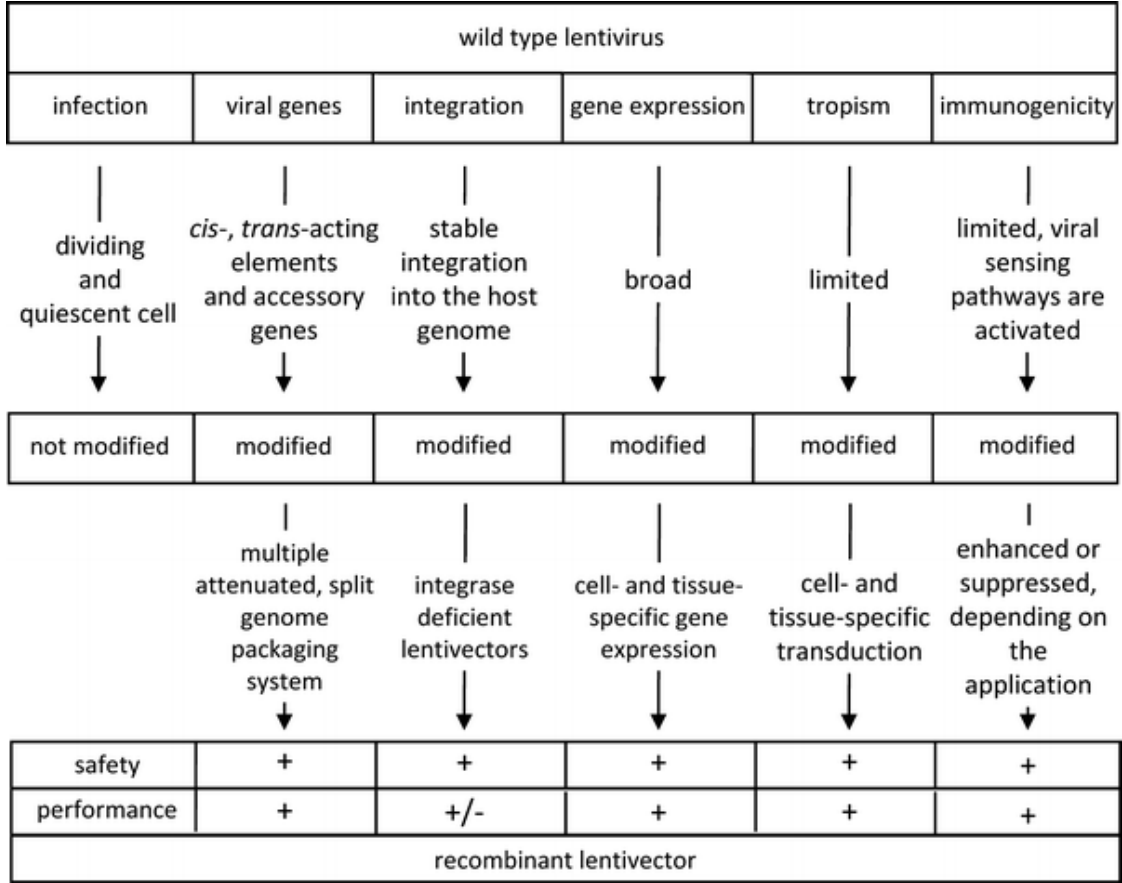 wild type lentivirus
infection viral genes integration gene expression tropism immunogenicity
dividing
and
quiescent cell
cis-, trans-acting
elements
and accessory
genes
stable
integration
into the host
genome
broad
limited
limited, viral
sensing
pathways are
activated
not modified modified modified modified modified modified
multiple
attenuated, split
genome
packaging
system
integrase
deficient
lentivectors
cell- and tissue-
specific gene
expression
cell- and
tissue-specific
transduction
enhanced or
suppressed,
depending on
the
application
safety + + + + +
performance + +/- + + +
recombinant lentivector